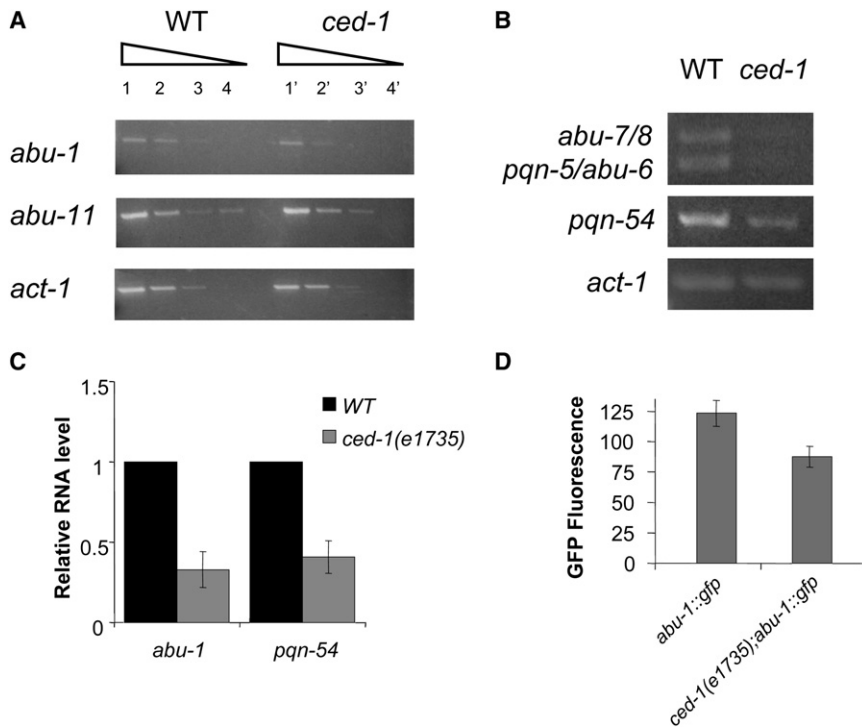 A
WT
ced-1
1 2 3 4 1' 2' 3' 4'
abu-1
abu-11
act-1
B
WT ced-1
abu-7/8
pqn-5/abu-6
pqn-54
act-1
C
Relative RNA level
1.5
1
0.5
0
WT
ced-1(e1735)
abu-1
pqn-54
D
GFP Fluorescence
125
100
75
50
25
0
abu-1::gfp
ced-1(e1735);abu-1::gfp